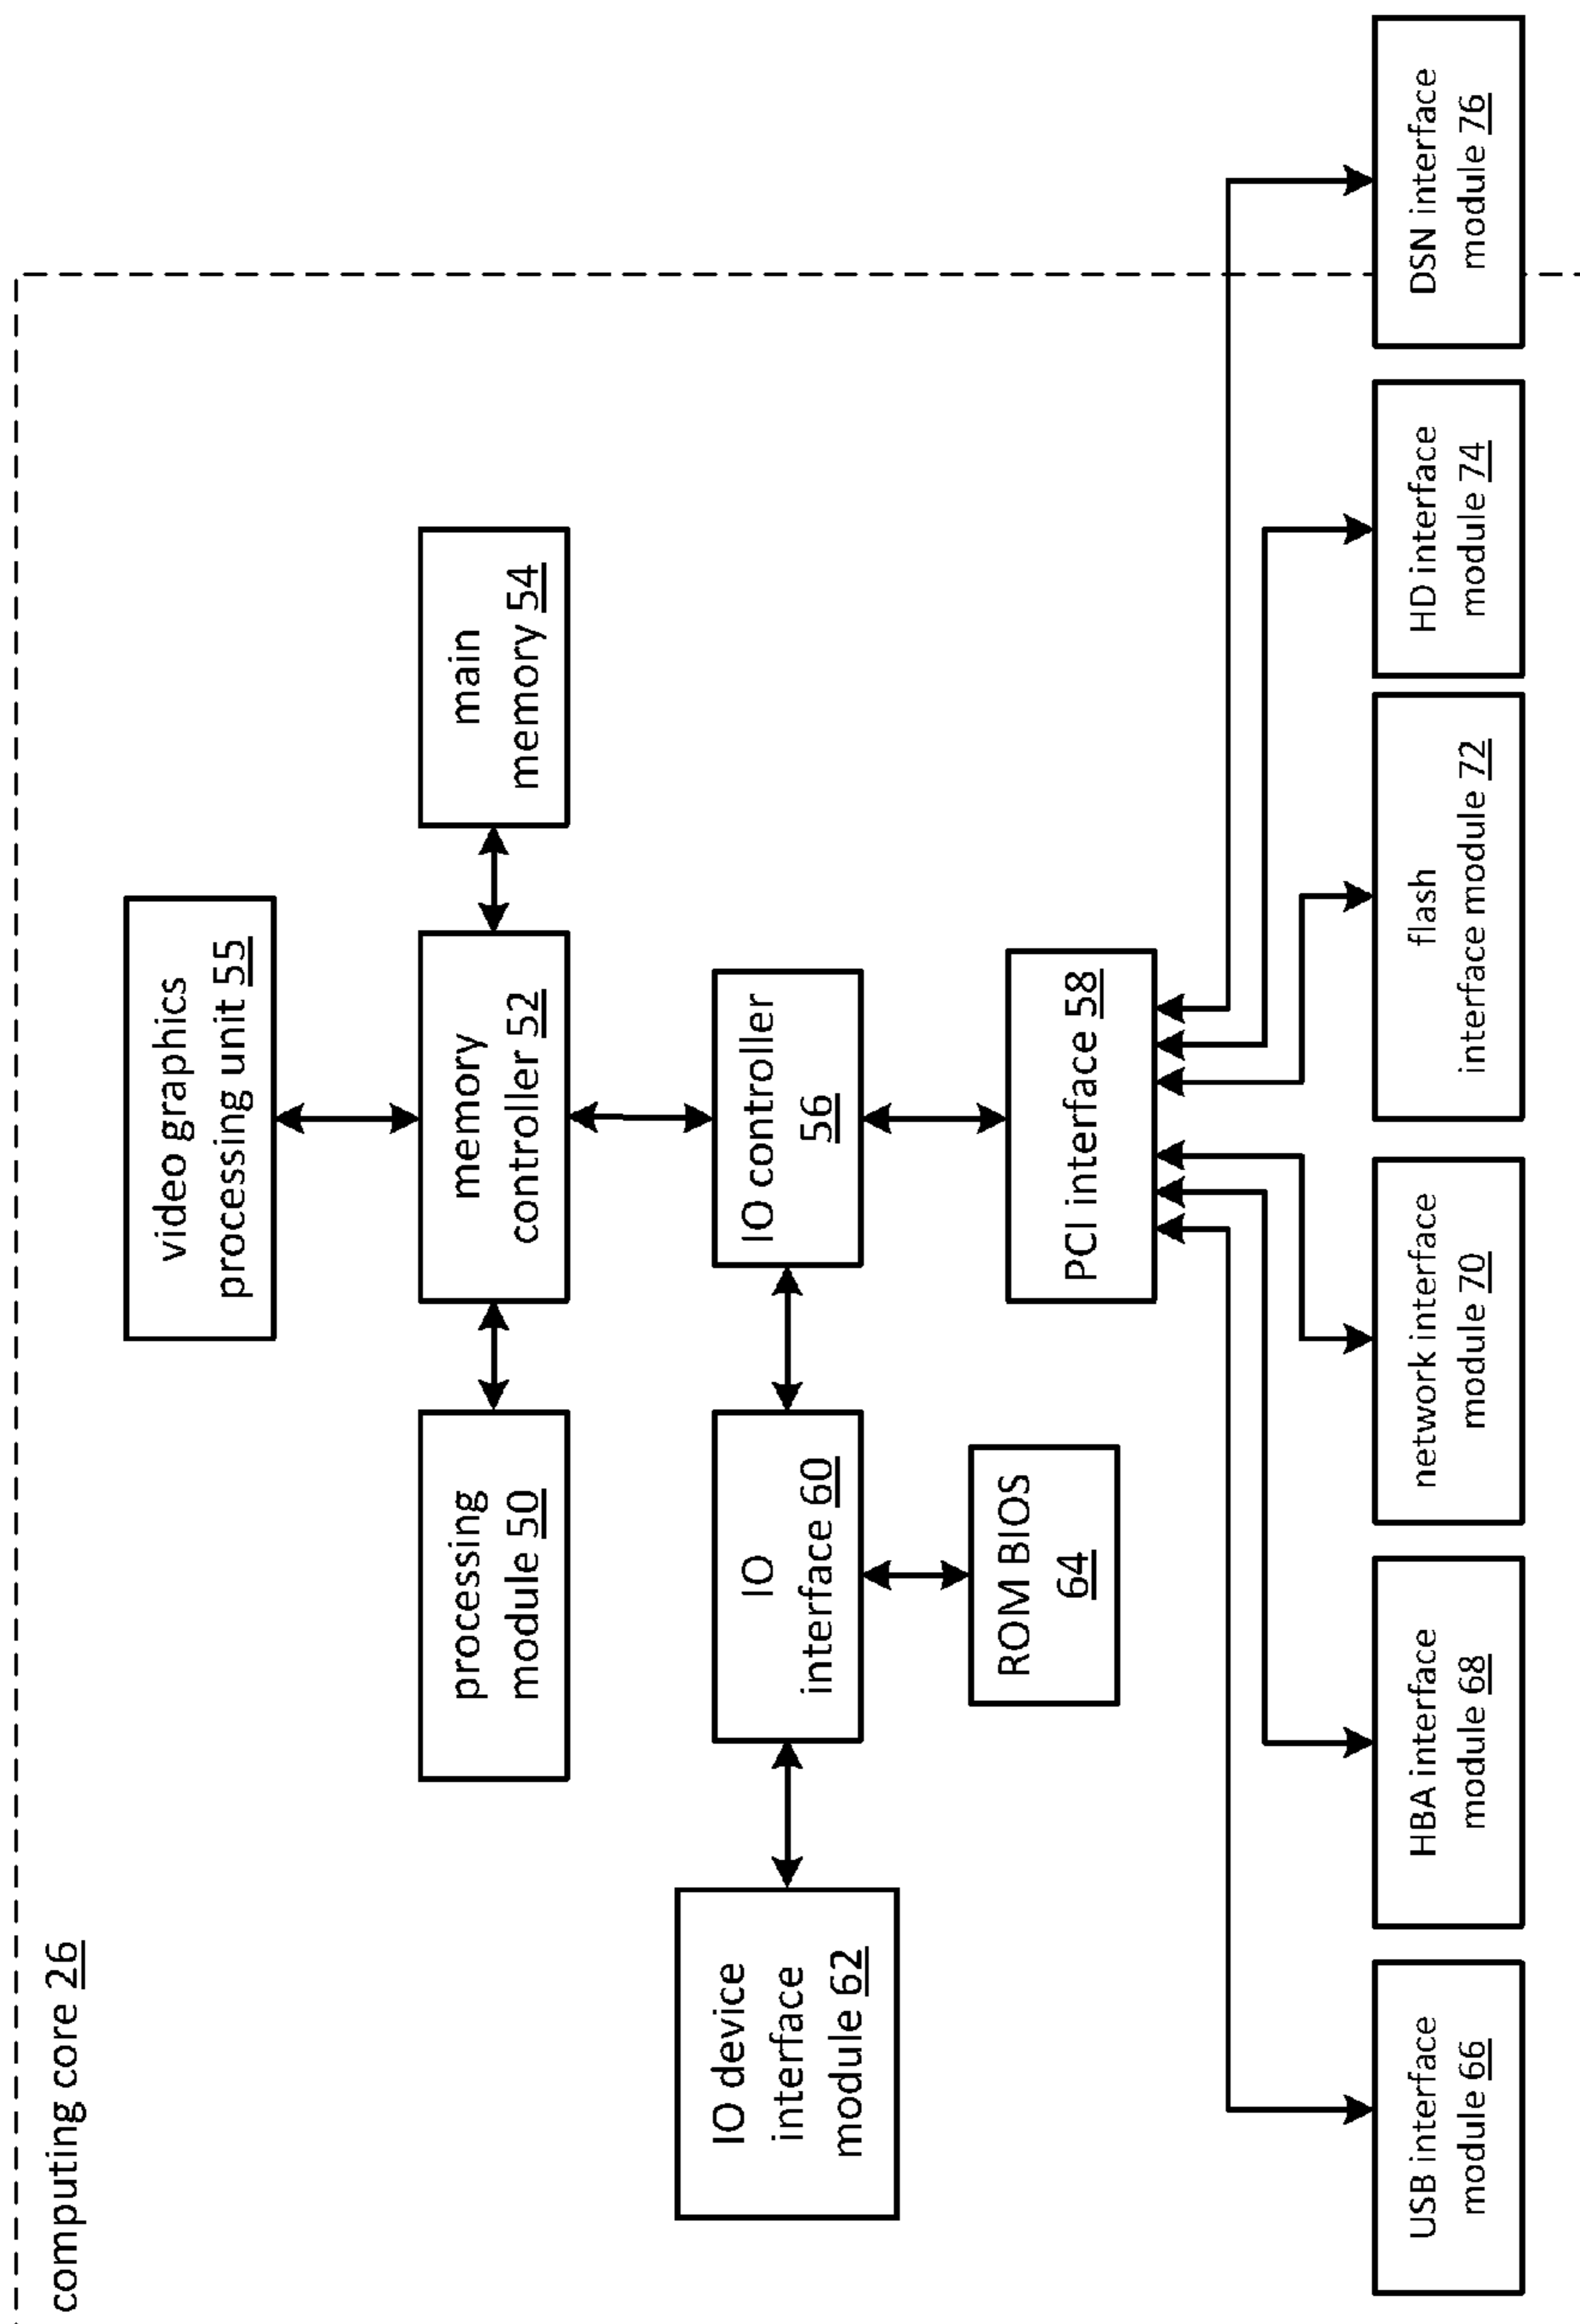 computing core 26
video graphics
processing unit 55
processing
module 50
memory
controller 52
main
memory 54
IO device
interface
module 62
IO
interface 60
IO controller
56
ROM BIOS
64
PCI interface 58
USB interface
module 66
HBA interface
module 68
network interface
module 70
flash
interface module 72
HD interface
module 74
DSN interface
module 76